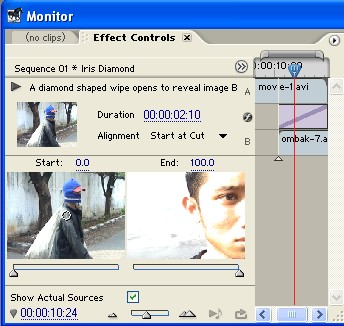 Monitor
(no clips)
Effect Controls
Sequence 01 * Iris Diamond
A diamond shaped wipe opens to reveal image B
A
Duration 00:00:02:10
Alignment Start at Cut
B
Start: 0.0
End: 100.0
Show Actual Sources
00:00:10:24
mov e-1 avi
ombak-7.a